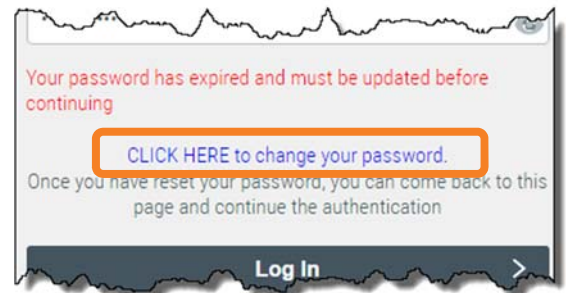 Your password has expired and must be updated before
continuing
CLICK HERE to change your password.
Once you have reset your password, you can come back to this
page and continue the authentication
Log In